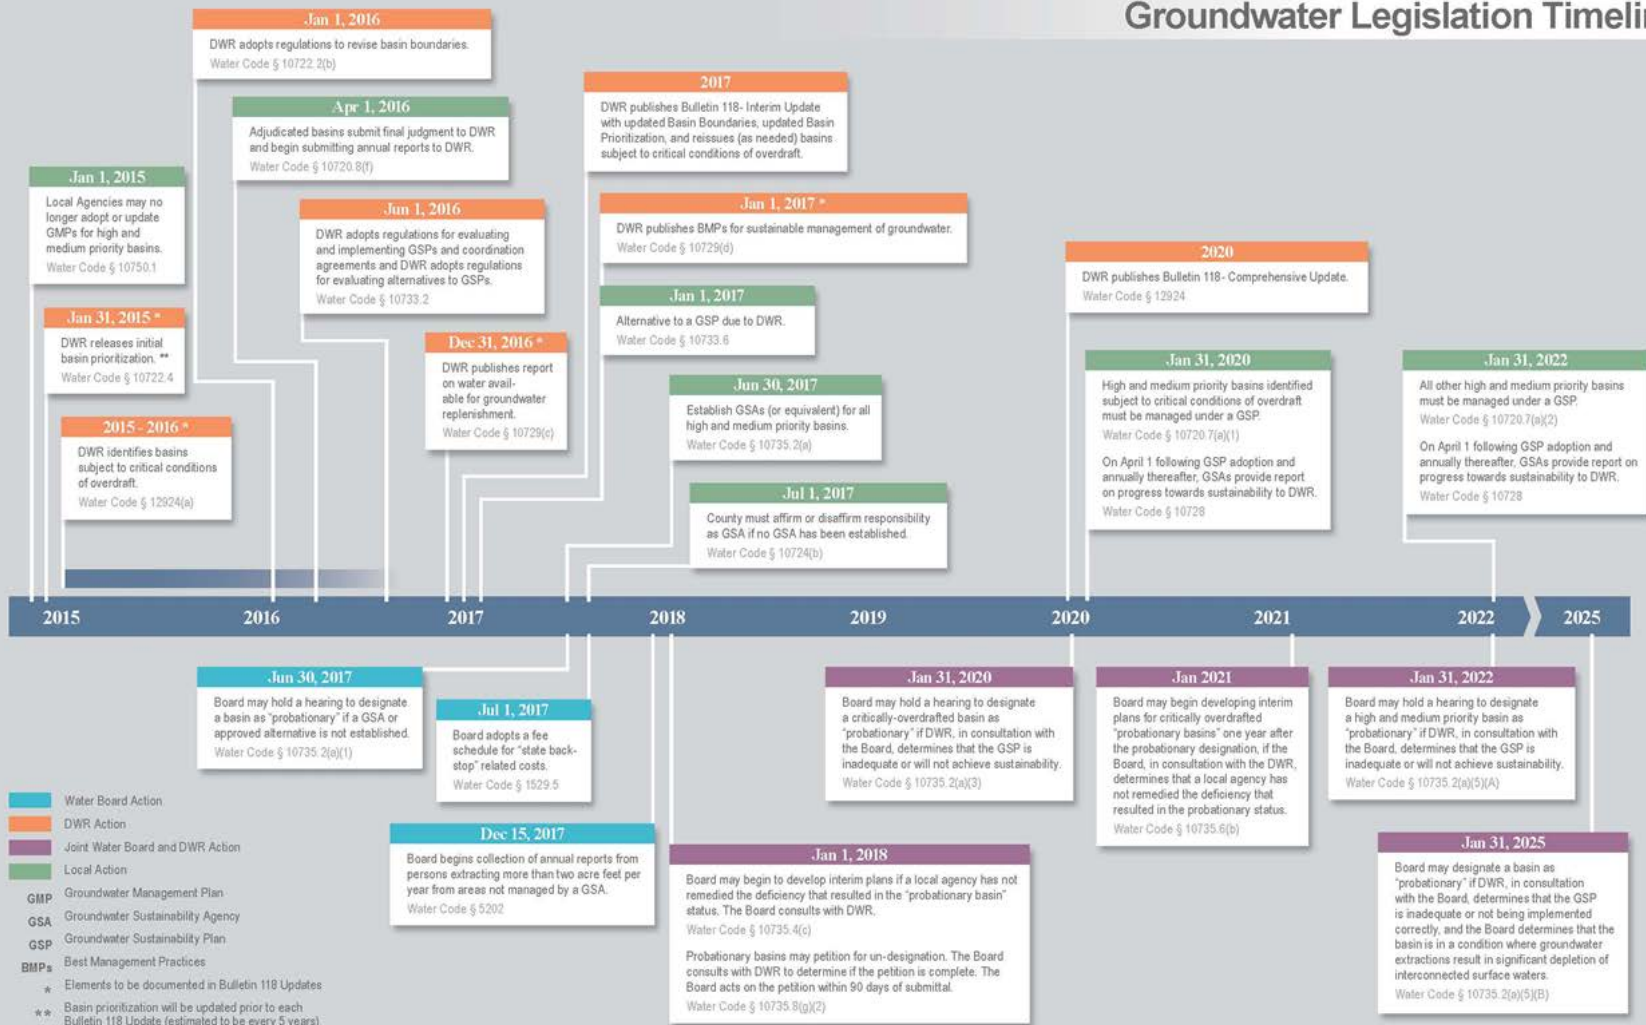 Groundwater Legislation Timeli
Jan 1, 2016
DWR adopts regulations to revise basin boundaries.
Water Code § 10722.2(b)
Apr 1, 2016
Adjudicated basins submit final judgment to DWR
and begin submitting annual reports to DWR.
Water Code § 10720.8(f)
Jan 1, 2015
Local Agencies may no
longer adopt or update
GMPs for high and
medium priority basins.
Water Code § 10750.1
Jan 31, 2015 *
DWR releases initial
basin prioritization. **
Water Code § 10722.4
2015 - 2016 *
DWR identifies basins
subject to critical conditions
of overdraft.
Water Code § 12924(a)
Jun 1, 2016
DWR adopts regulations for evaluating
and implementing GSPs and coordination
agreements and DWR adopts regulations
for evaluating alternatives to GSPs.
Water Code § 10733.2
Dec 31, 2016 *
DWR publishes report
on water avail-
able for groundwater
replenishment.
Water Code § 10729(c)
2017
DWR publishes Bulletin 118- Interim Update
with updated Basin Boundaries, updated Basin
Prioritization, and reissues (as needed) basins
subject to critical conditions of overdraft.
Jan 1, 2017 *
DWR publishes BMPs for sustainable management of groundwater.
Water Code § 10729(d)
Jan 1, 2017
Alternative to a GSP due to DWR.
Water Code § 10733.6
Jun 30, 2017
Establish GSAs (or equivalent) for all
high and medium priority basins.
Water Code § 10735.2(a)
Jul 1, 2017
County must affirm or disaffirm responsibility
as GSA if no GSA has been established.
Water Code § 10724(b)
2020
DWR publishes Bulletin 118- Comprehensive Update.
Water Code § 12924
Jan 31, 2020
High and medium priority basins identified
subject to critical conditions of overdraft
must be managed under a GSP.
Water Code § 10720.7(a)(1)
On April 1 following GSP adoption and
annually thereafter, GSAs provide report
on progress towards sustainability to DWR.
Water Code § 10728
Jan 31, 2022
All other high and medium priority basins
must be managed under a GSP.
Water Code § 10720.7(a)(2)
On April 1 following GSP adoption and
annually thereafter, GSAs provide report on
progress towards sustainability to DWR.
Water Code § 10728
2015 2016 2017 2018 2019 2020 2021 2022 2025
Jun 30, 2017
Board may hold a hearing to designate
a basin as "probationary" if a GSA or
approved alternative is not established.
Water Code § 10735.2(a)(1)
Jul 1, 2017
Board adopts a fee
schedule for "state back-
stop" related costs.
Water Code § 1529.5
Dec 15, 2017
Board begins collection of annual reports from
persons extracting more than two acre feet per
year from areas not managed by a GSA.
Water Code § 5202
Jan 1, 2018
Board may begin to develop interim plans if a local agency has not
remedied the deficiency that resulted in the "probationary basin"
status. The Board consults with DWR.
Water Code § 10735.4(c)
Probationary basins may petition for un-designation. The Board
consults with DWR to determine if the petition is complete. The
Board acts on the petition within 90 days of submittal.
Water Code § 10735.8(g)(2)
Jan 31, 2020
Board may hold a hearing to designate
a critically-overdrafted basin as
"probationary" if DWR, in consultation with
the Board, determines that the GSP is
inadequate or will not achieve sustainability.
Water Code § 10735.2(a)(3)
Jan 2021
Board may begin developing interim
plans for critically overdrafted
"probationary basins" one year after
the probationary designation, if the
Board, in consultation with the DWR,
determines that a local agency has
not remedied the deficiency that
resulted in the probationary status.
Water Code § 10735.6(b)
Jan 31, 2022
Board may hold a hearing to designate
a high and medium priority basin as
"probationary" if DWR, in consultation with
the Board, determines that the GSP is
inadequate or will not achieve sustainability.
Water Code § 10735.2(a)(5)(A)
Jan 31, 2025
Board may designate a basin as
"probationary" if DWR, in consultation
with the Board, determines that the GSP
is inadequate or not being implemented
correctly, and the Board determines that the
basin is in a condition where groundwater
extractions result in significant depletion of
interconnected surface waters.
Water Code § 10735.2(a)(5)(B)
Water Board Action
DWR Action
Joint Water Board and DWR Action
Local Action
GMP Groundwater Management Plan
GSA Groundwater Sustainability Agency
GSP Groundwater Sustainability Plan
BMPs Best Management Practices
* Elements to be documented in Bulletin 118 Updates
** Basin prioritization will be updated prior to each
Bulletin 118 Update (estimated to be every 5 years)